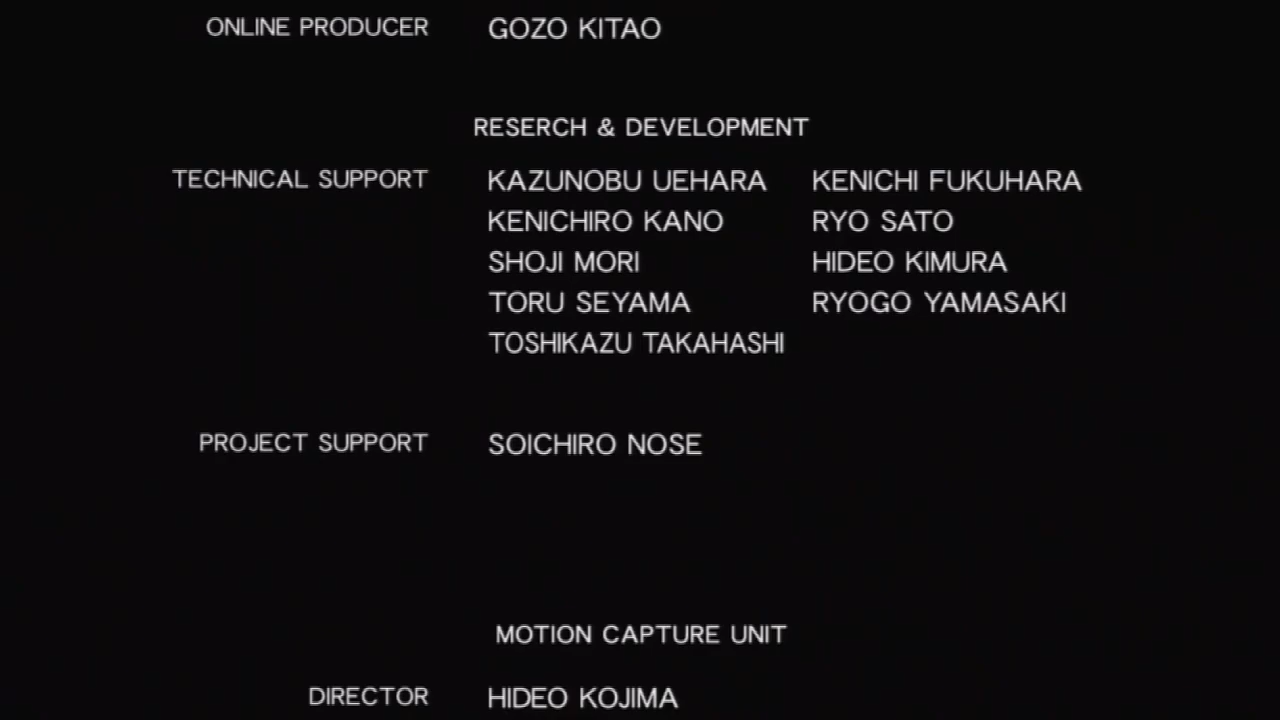 ONLINE PRODUCER GOZO KITAO
RESERCH & DEVELOPMENT
TECHNICAL SUPPORT KAZUNOBU UEHARA KENICHI FUKUHARA
KENICHIRO KANO RYO SATO
SHOJI MORI HIDEO KIMURA
TORU SEYAMA RYOGO YAMASAKI
TOSHIKAZU TAKAHASHI
PROJECT SUPPORT SOICHIRO NOSE
MOTION CAPTURE UNIT
DIRECTOR HIDEO KOJIMA